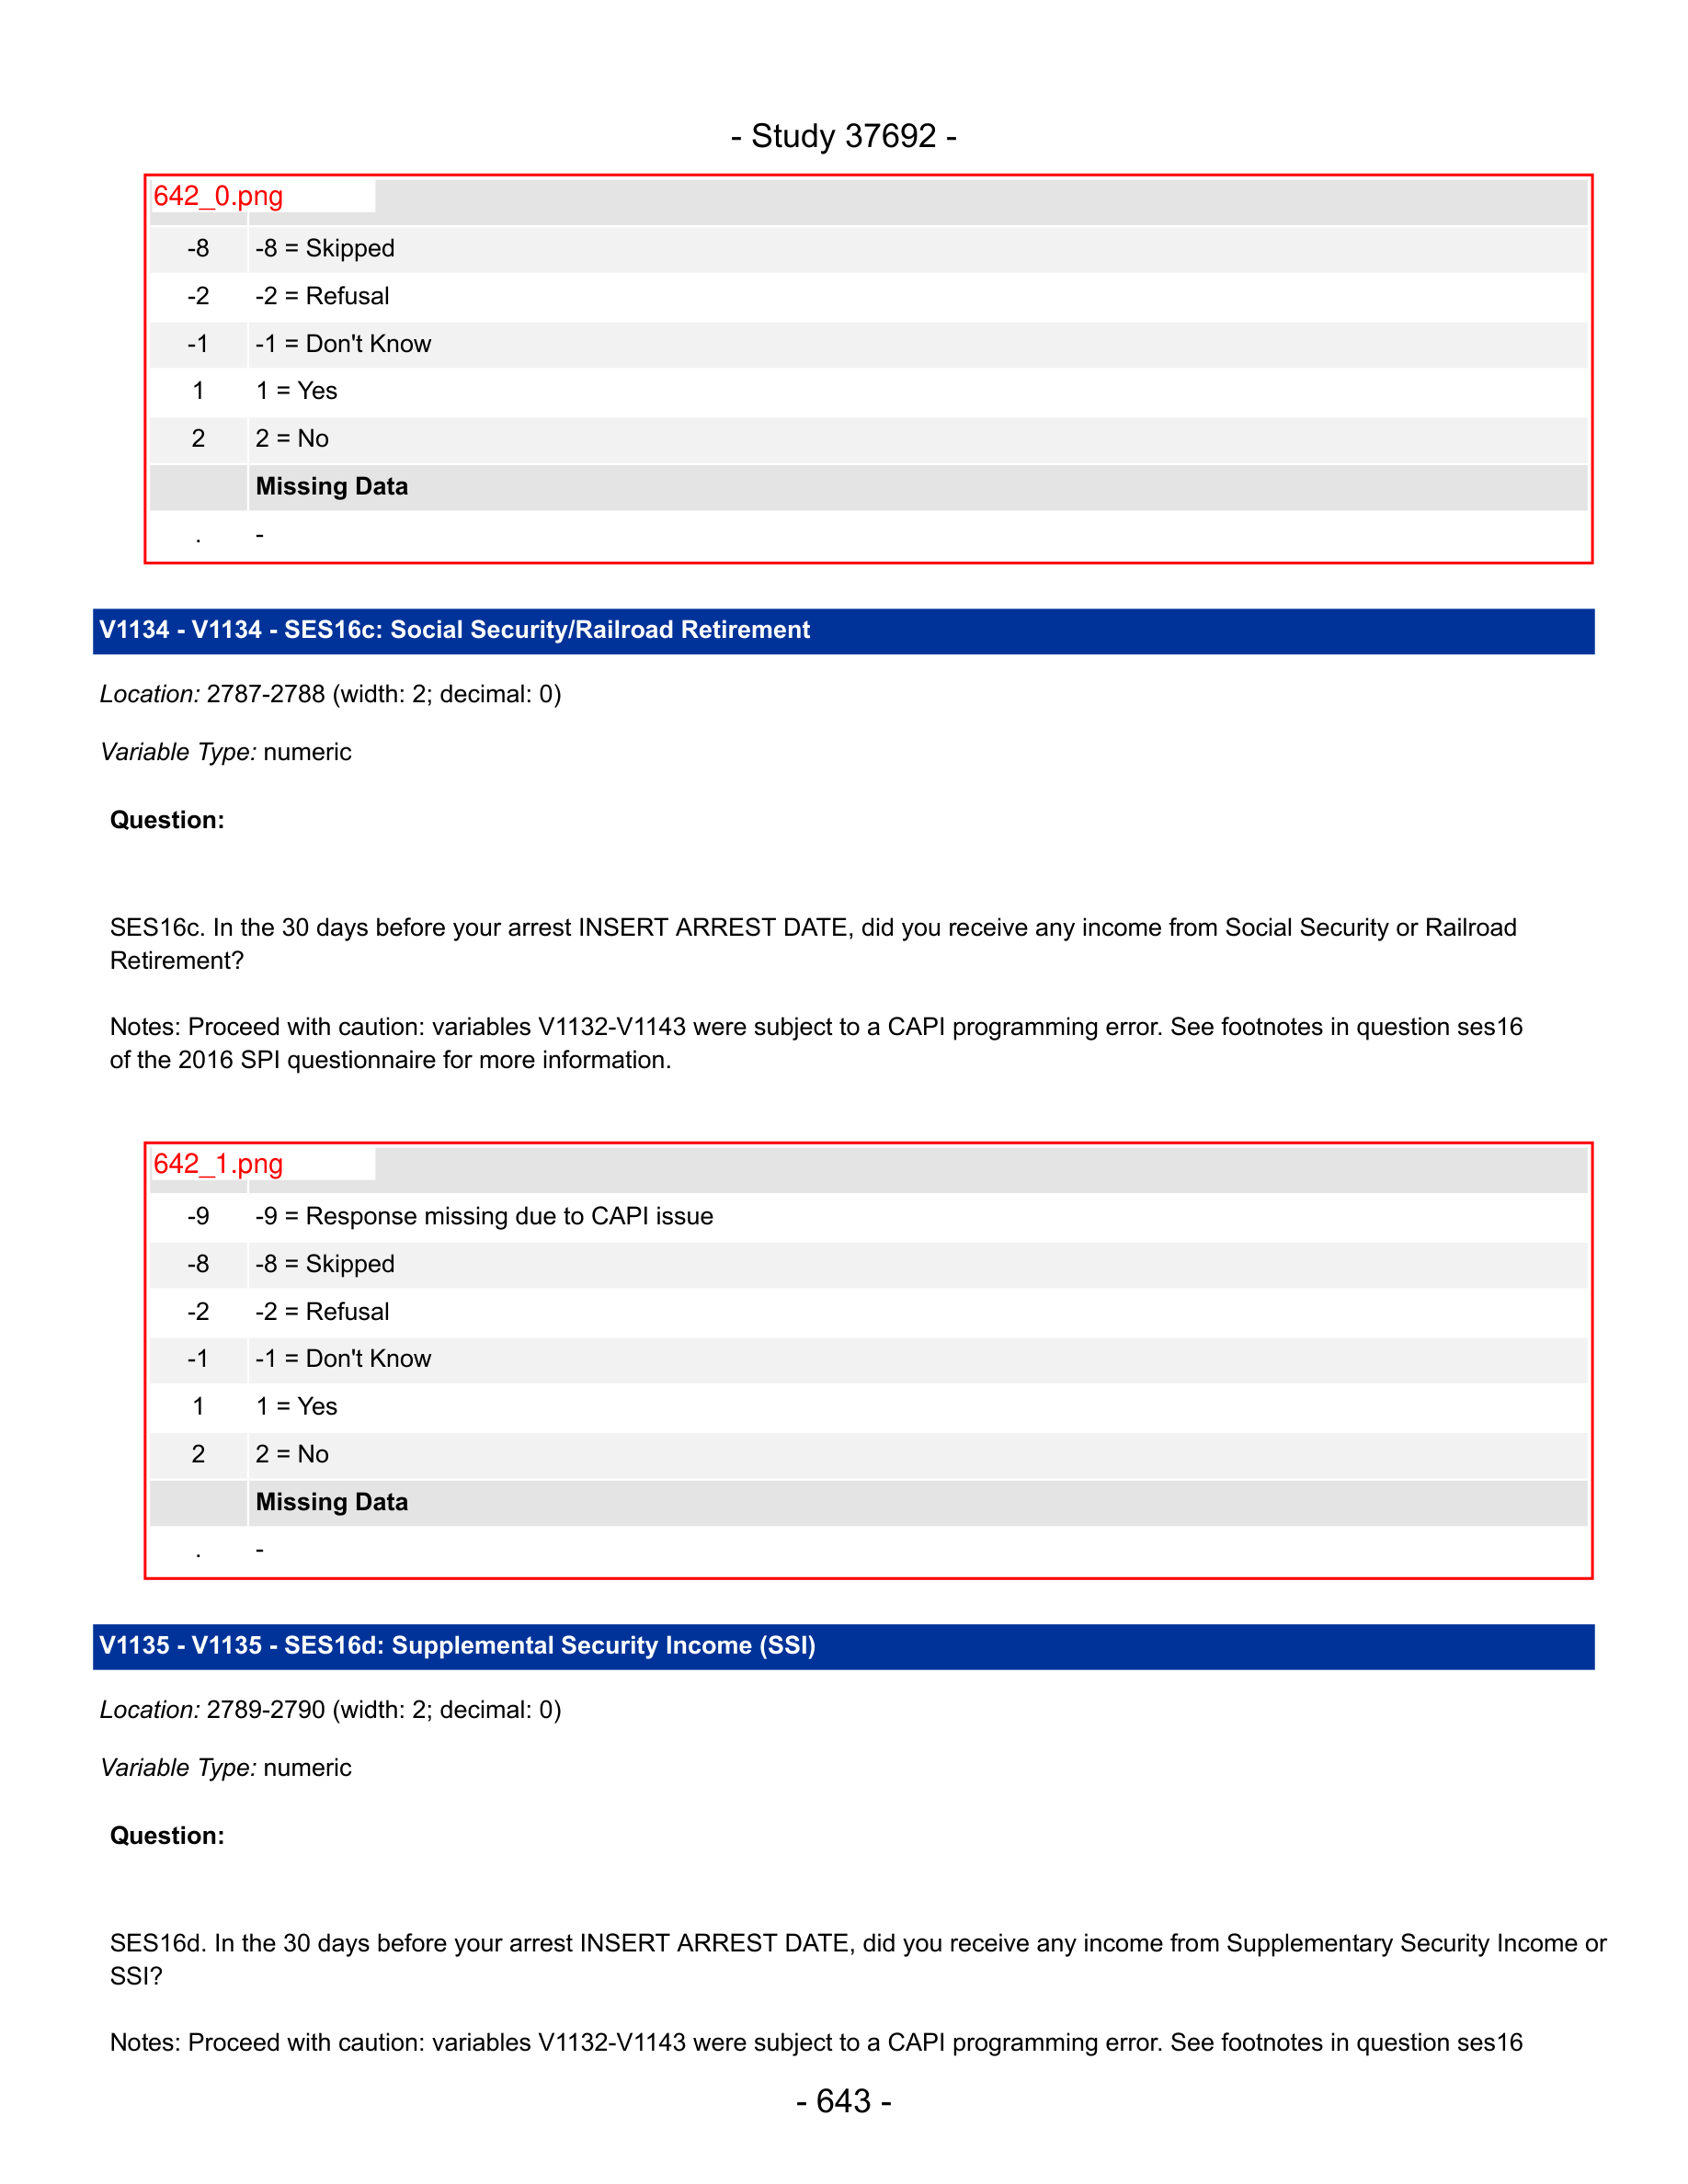 - Study 37692 -
642_0.png
-8 -8 = Skipped
-2 -2 = Refusal
-1 -1 = Don't Know
1 1 = Yes
2 2 = No
Missing Data
. -
V1134 - V1134 - SES16c: Social Security/Railroad Retirement
Location: 2787-2788 (width: 2; decimal: 0)
Variable Type: numeric
Question:
SES16c. In the 30 days before your arrest INSERT ARREST DATE, did you receive any income from Social Security or Railroad
Retirement?
Notes: Proceed with caution: variables V1132-V1143 were subject to a CAPI programming error. See footnotes in question ses16
of the 2016 SPI questionnaire for more information.
642_1.png
-9 -9 = Response missing due to CAPI issue
-8 -8 = Skipped
-2 -2 = Refusal
-1 -1 = Don't Know
1 1 = Yes
2 2 = No
Missing Data
. -
V1135 - V1135 - SES16d: Supplemental Security Income (SSI)
Location: 2789-2790 (width: 2; decimal: 0)
Variable Type: numeric
Question:
SES16d. In the 30 days before your arrest INSERT ARREST DATE, did you receive any income from Supplementary Security Income or
SSI?
Notes: Proceed with caution: variables V1132-V1143 were subject to a CAPI programming error. See footnotes in question ses16
- 643 -